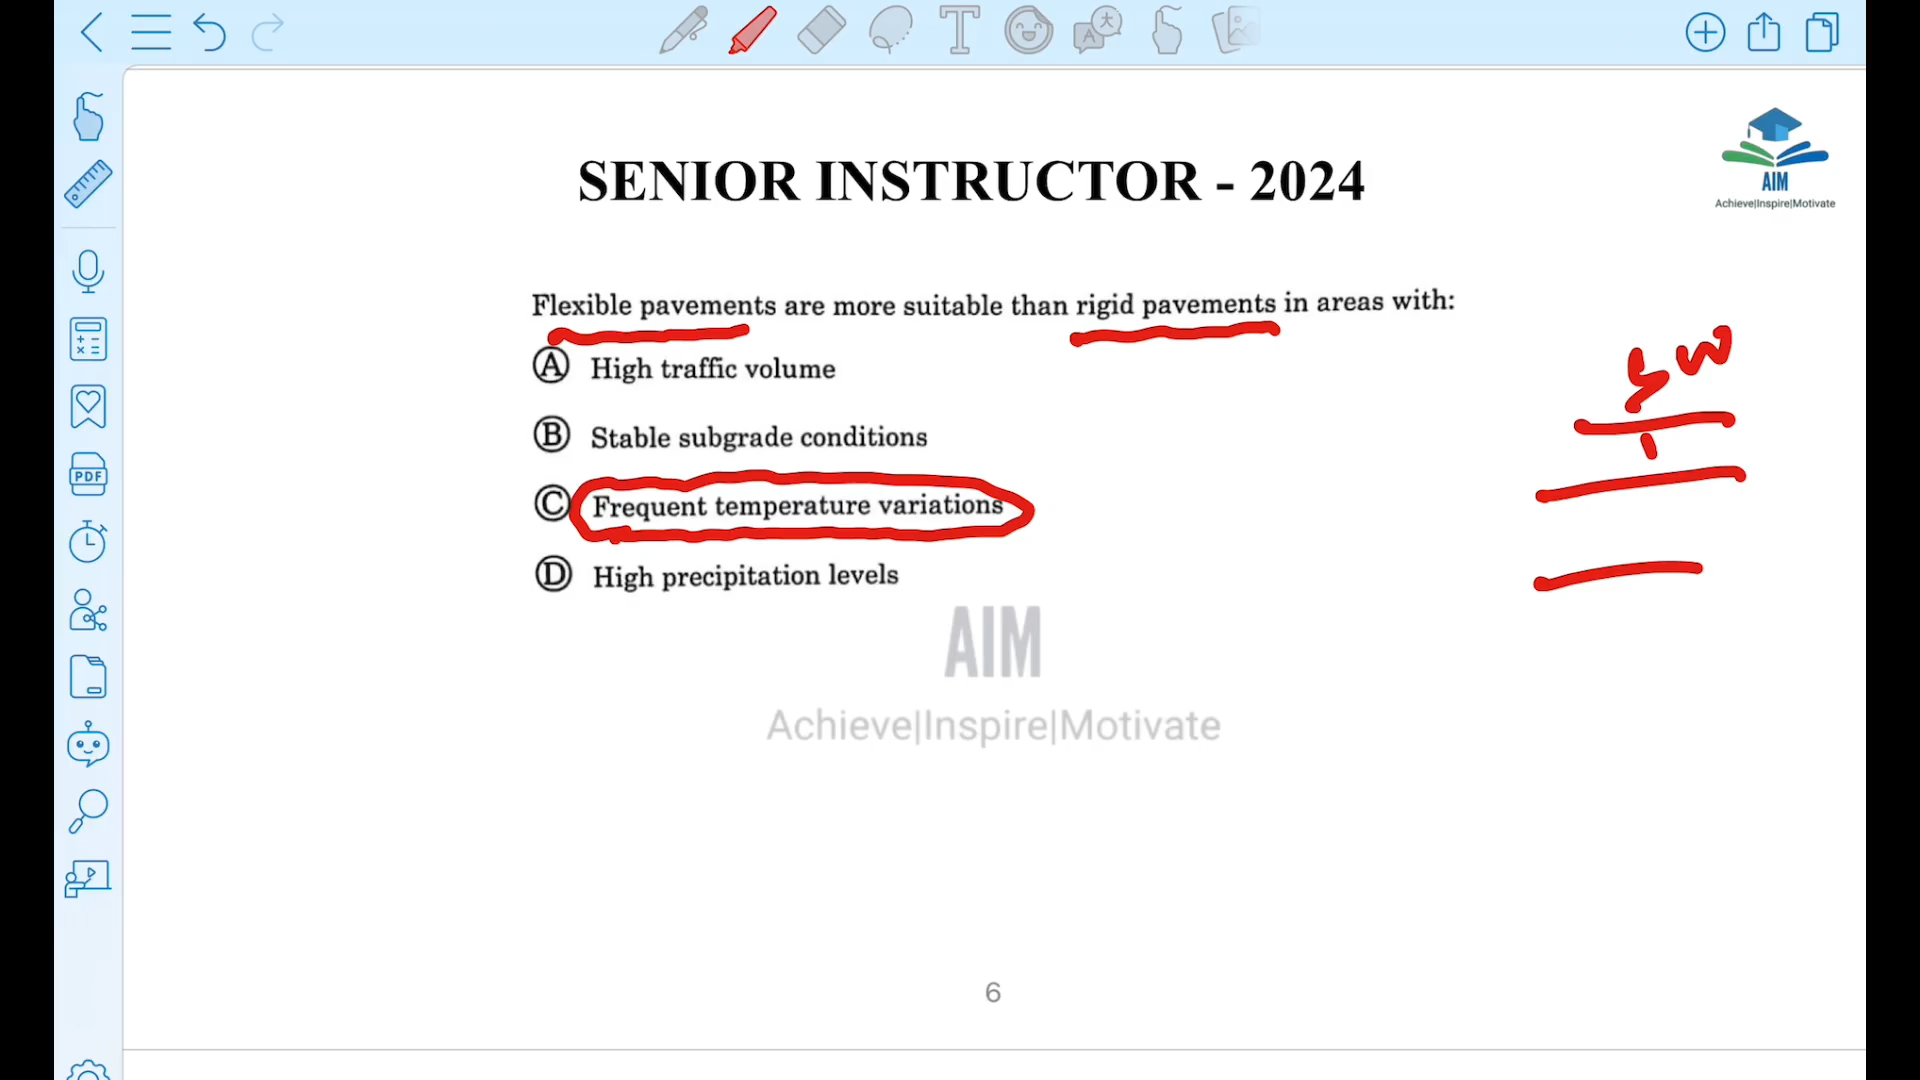 SENIOR INSTRUCTOR - 2024
AIM
Achieve|Inspire|Motivate
Flexible pavements are more suitable than rigid pavements in areas with:
A High traffic volume
B Stable subgrade conditions
C Frequent temperature variations
D High precipitation levels
AIM
Achieve|Inspire|Motivate
PDF
6